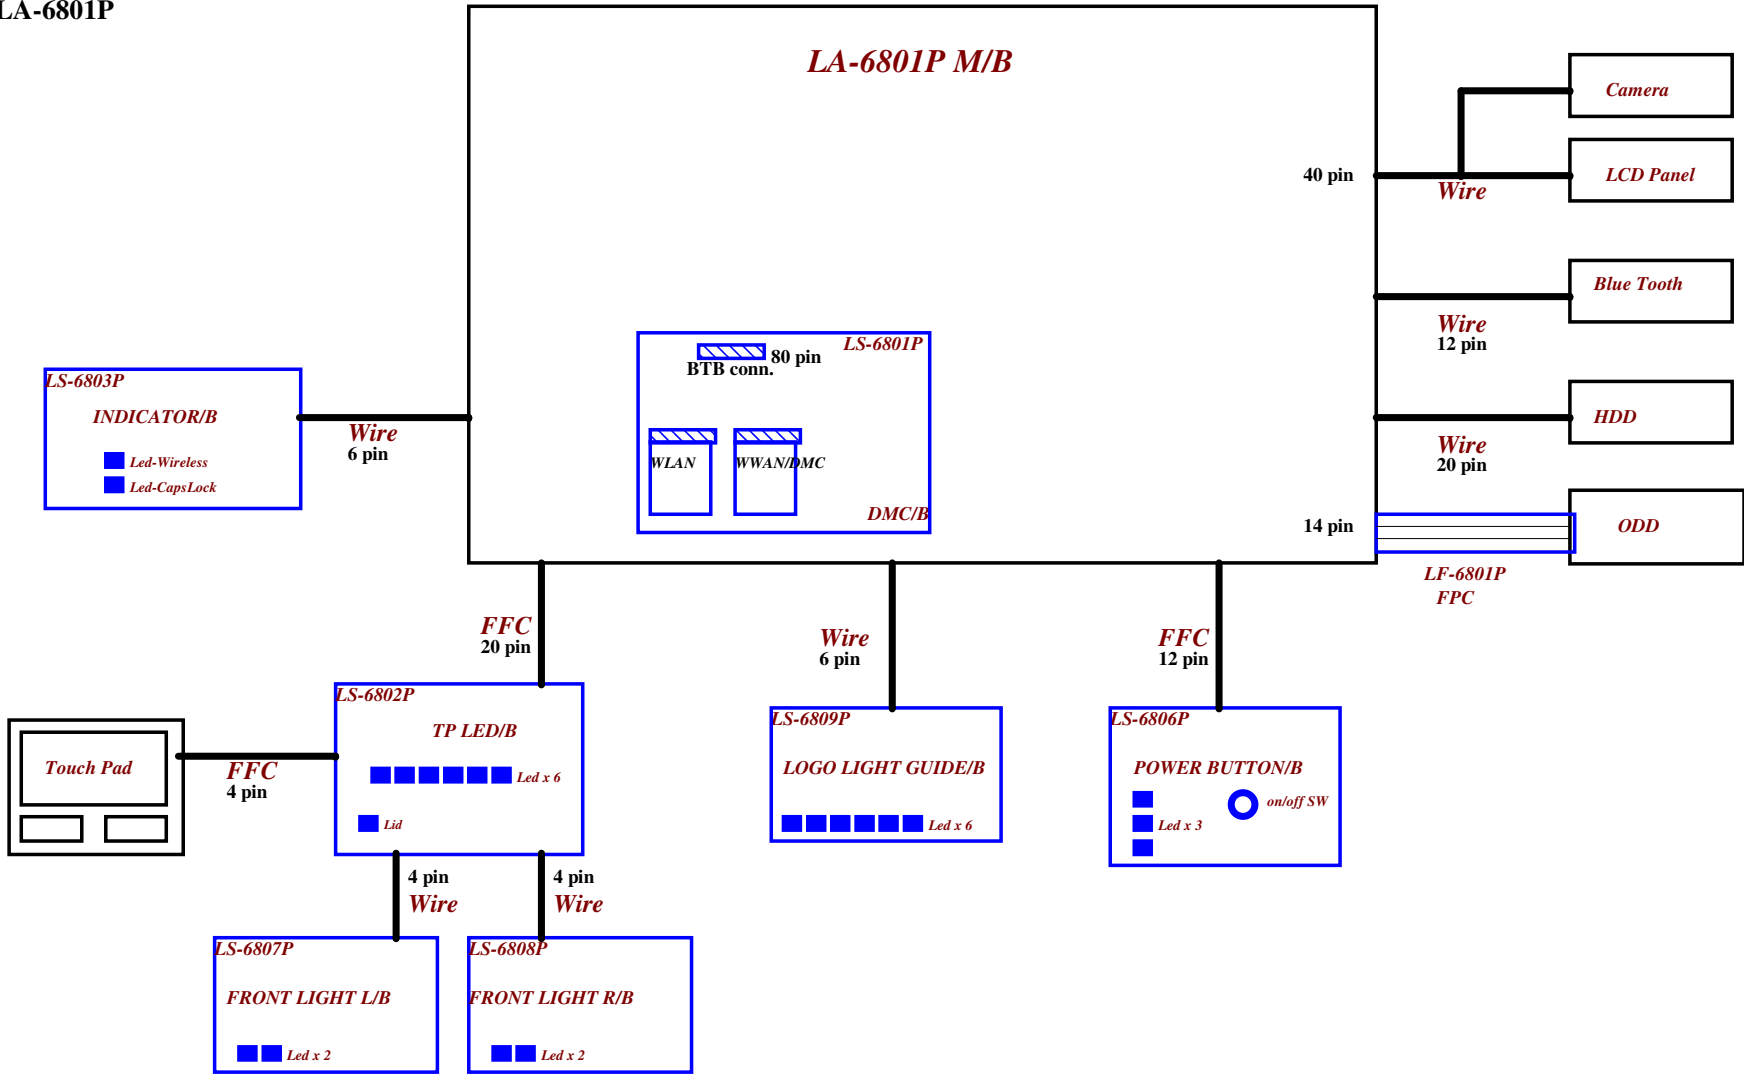 LA-6801P
LA-6801P M/B
Camera
LCD Panel
40 pin
Wire
Blue Tooth
Wire
12 pin
HDD
Wire
20 pin
14 pin
ODD
LF-6801P
FPC
LS-6801P
80 pin
BTB conn.
WLAN
WWAN/DMC
DMC/B
LS-6803P
INDICATOR/B
Led-Wireless
Led-CapsLock
Wire
6 pin
FFC
20 pin
Wire
6 pin
FFC
12 pin
LS-6802P
TP LED/B
Led x 6
Lid
Touch Pad
FFC
4 pin
LS-6809P
LOGO LIGHT GUIDE/B
Led x 6
LS-6806P
POWER BUTTON/B
on/off SW
Led x 3
4 pin
Wire
4 pin
Wire
LS-6807P
FRONT LIGHT L/B
Led x 2
LS-6808P
FRONT LIGHT R/B
Led x 2